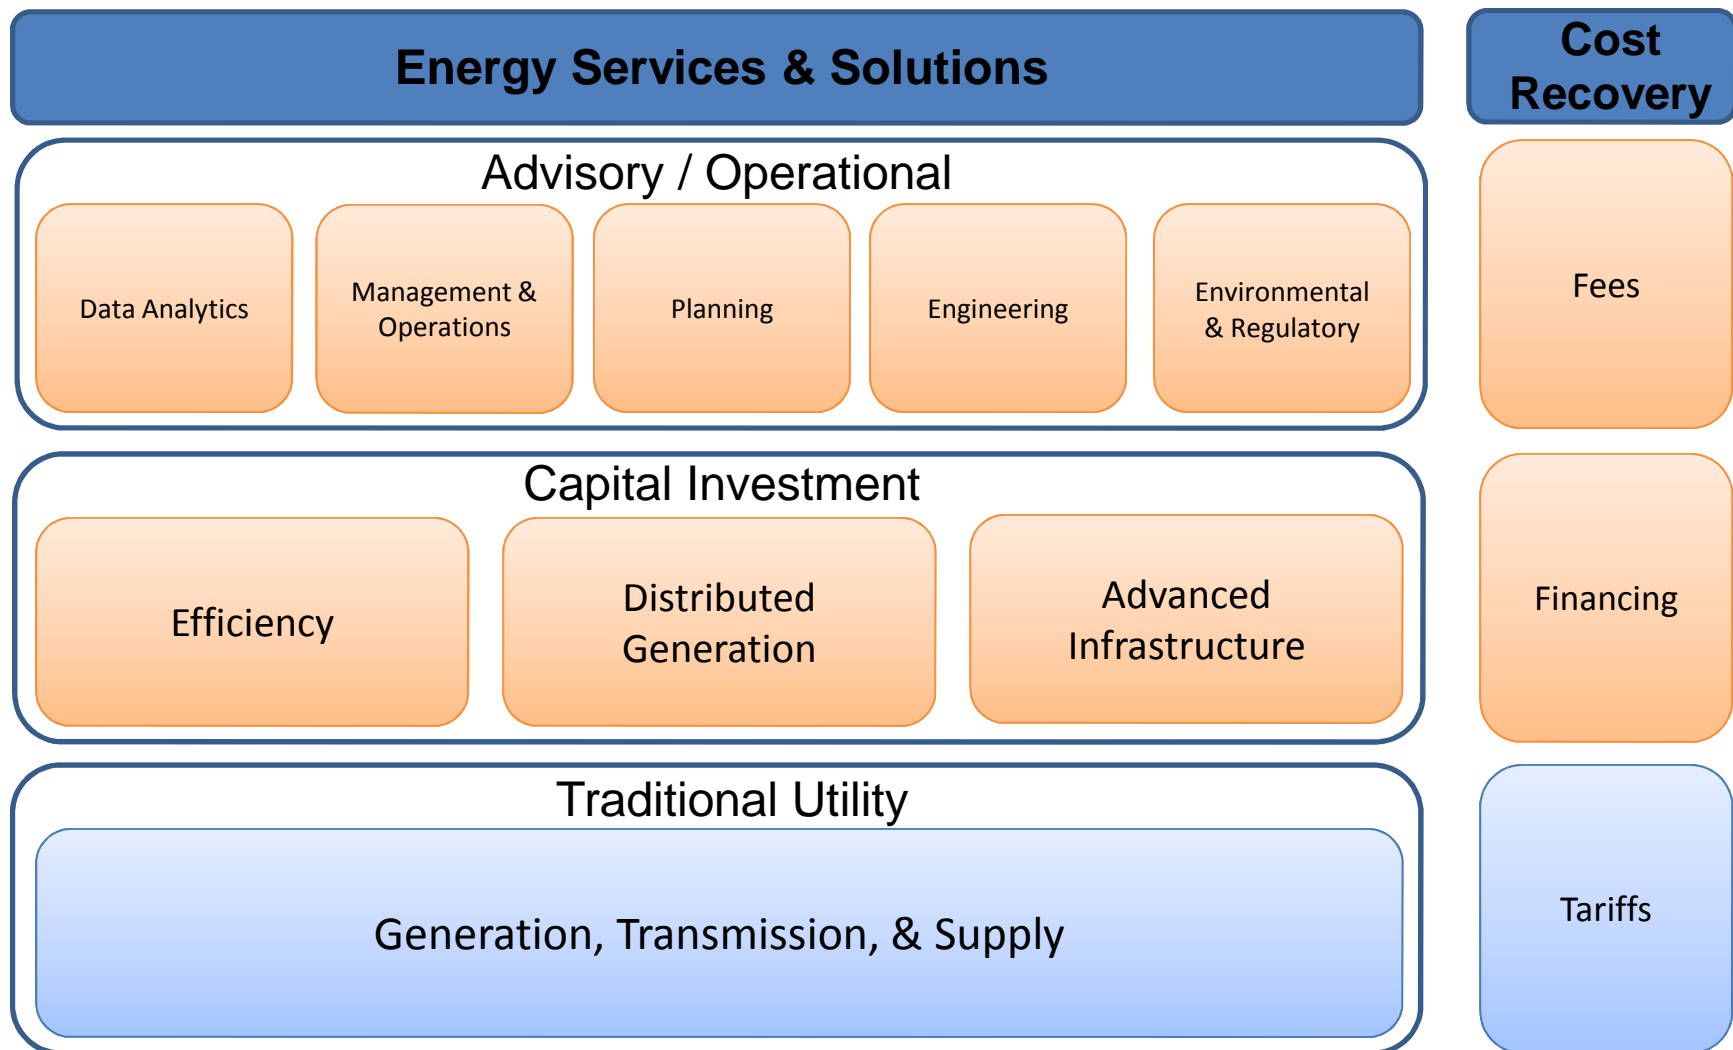 Energy Services & Solutions
Cost
Recovery
Advisory / Operational
Data Analytics
Management &
Operations
Planning
Engineering
Environmental
& Regulatory
Fees
Capital Investment
Efficiency
Distributed
Generation
Advanced
Infrastructure
Financing
Traditional Utility
Generation, Transmission, & Supply
Tariffs